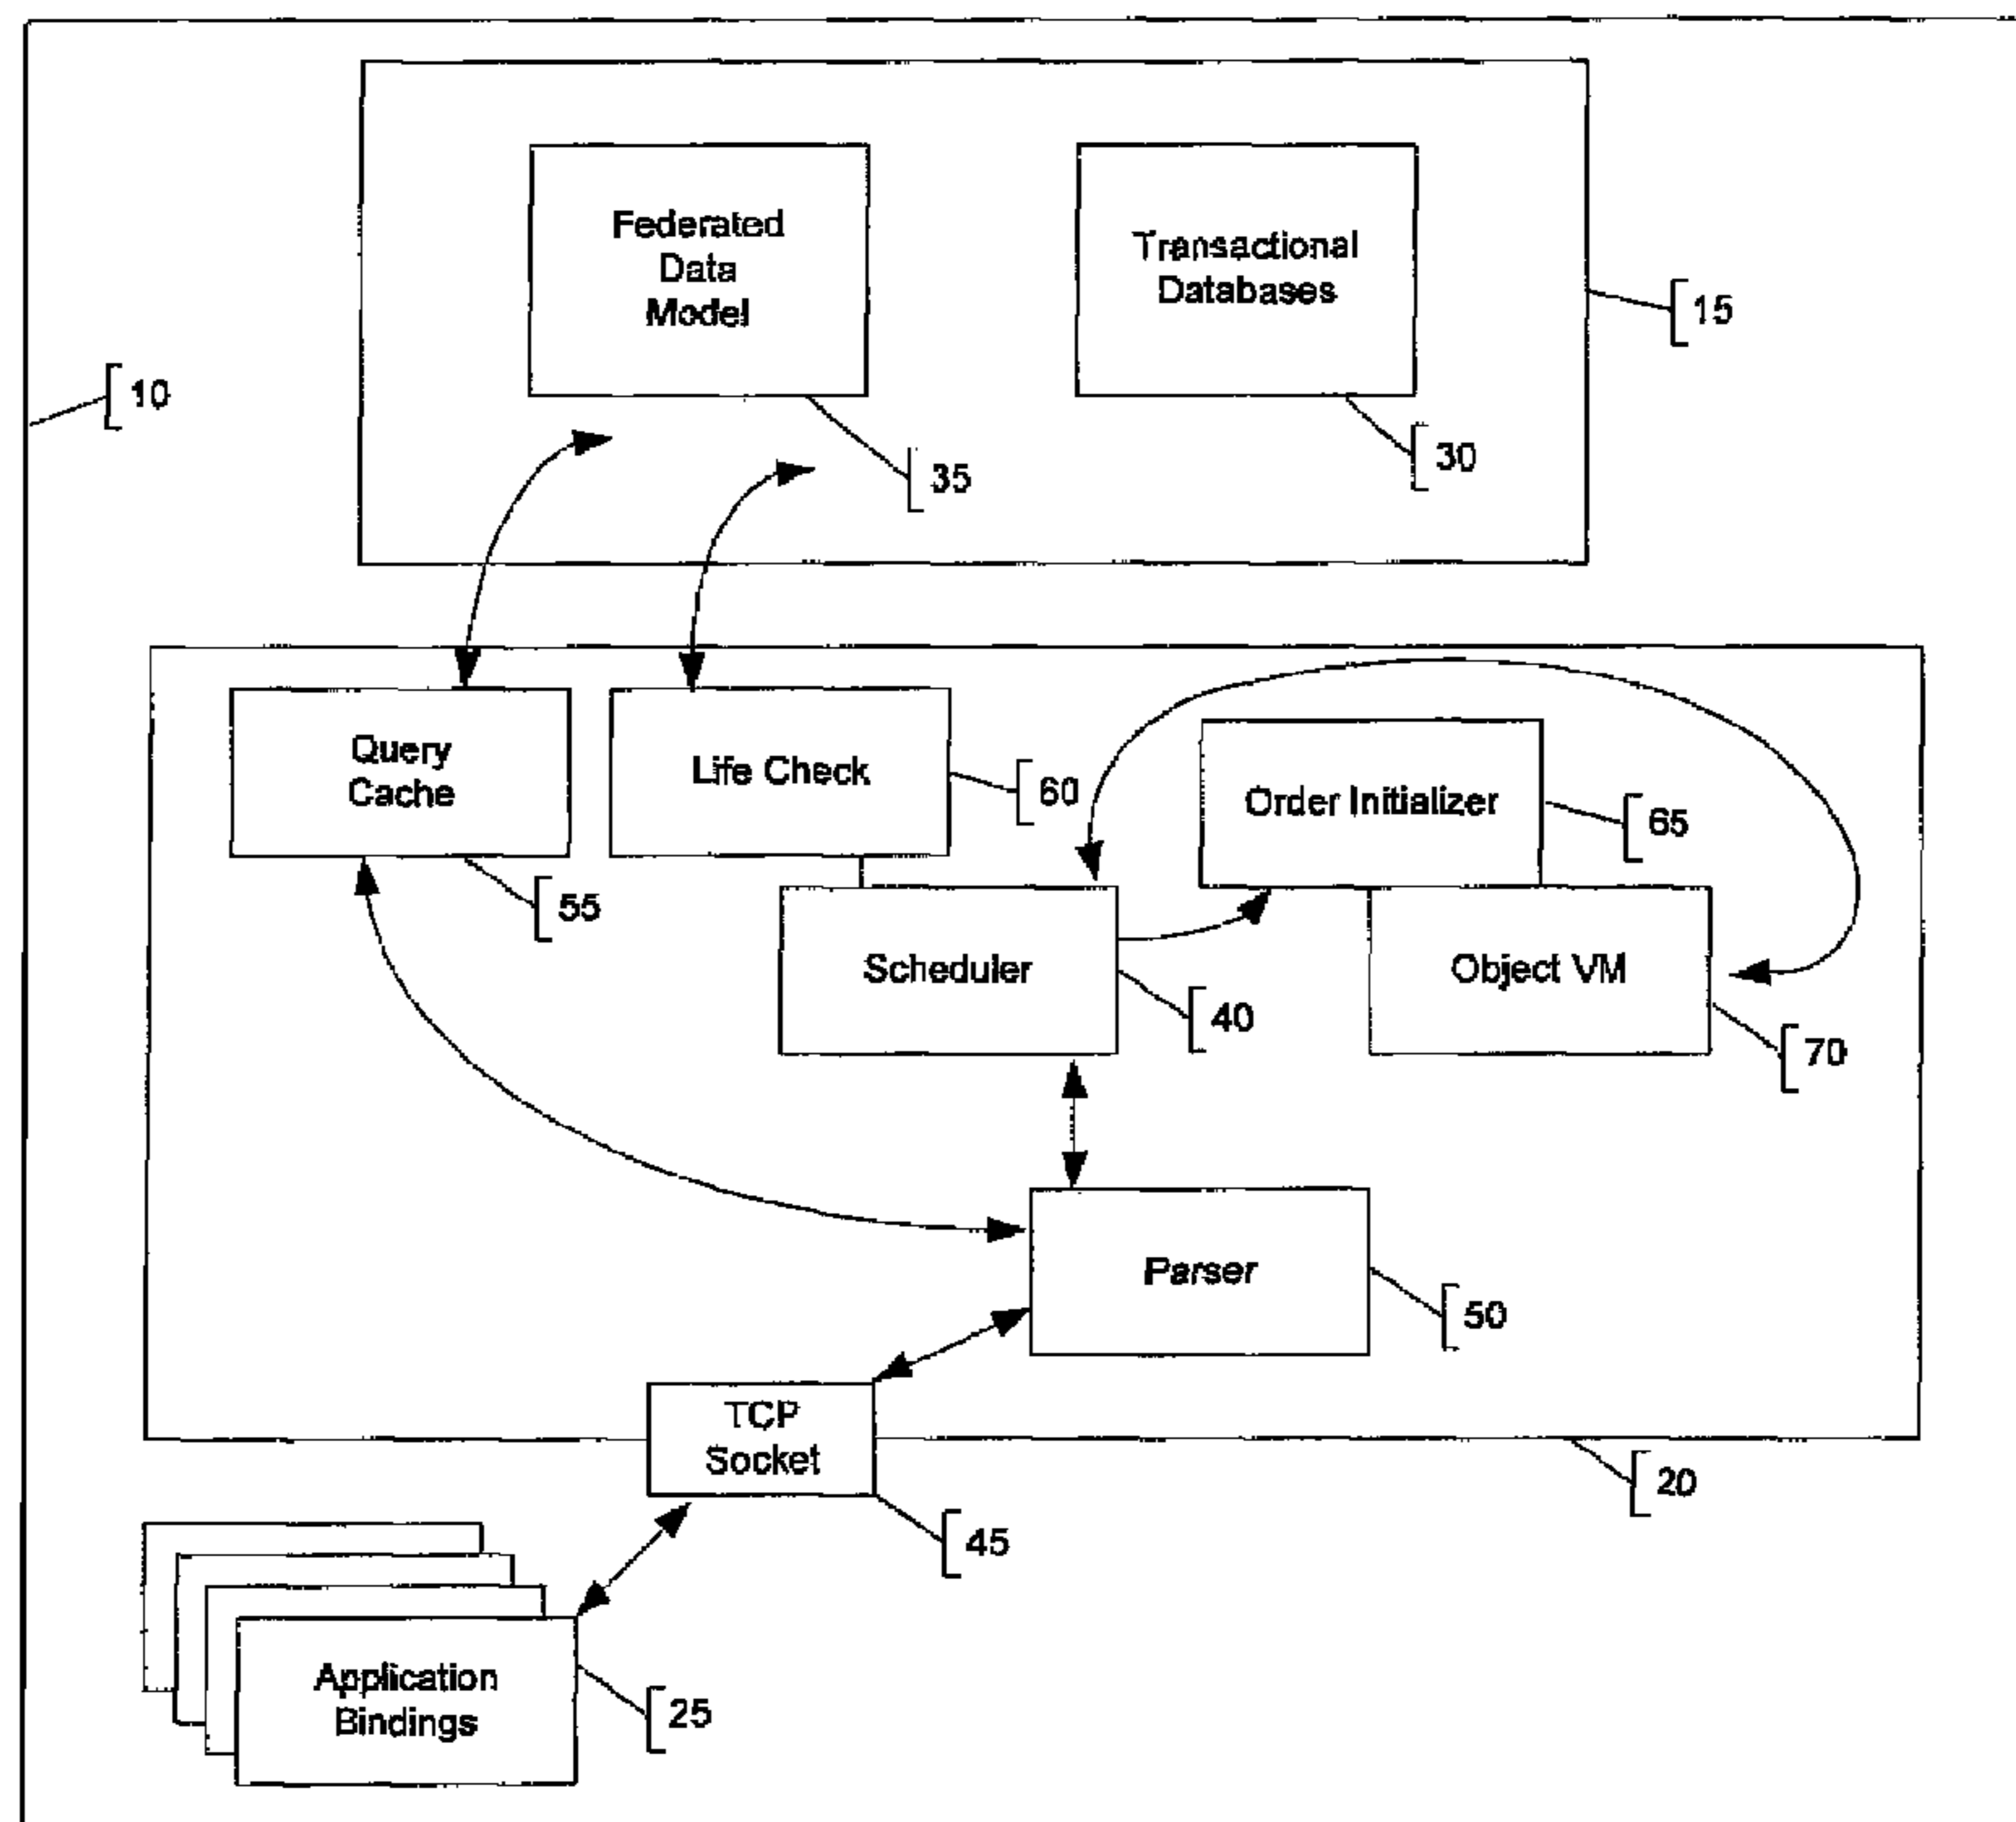 Federated
Data
Model
Transactional
Databases
15
10
35
30
Query
Cache
Life Check
60
Order Initializer
65
55
Scheduler
40
Object VM
70
Parser
50
TCP
Socket
20
45
Application
Bindings
25